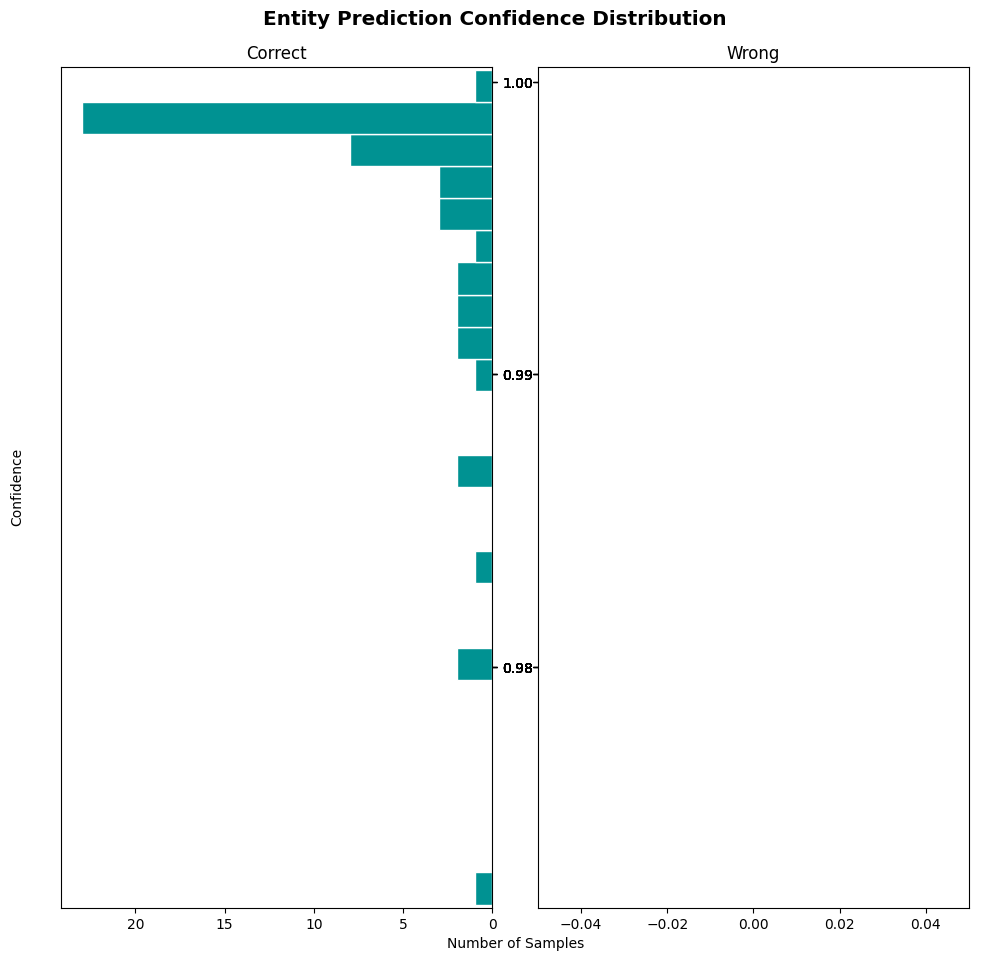 Entity Prediction Confidence Distribution
Correct
Wrong
1.00
0.99
0.98
Confidence
20 15 10 5 0
−0.04 −0.02 0.00 0.02 0.04
Number of Samples